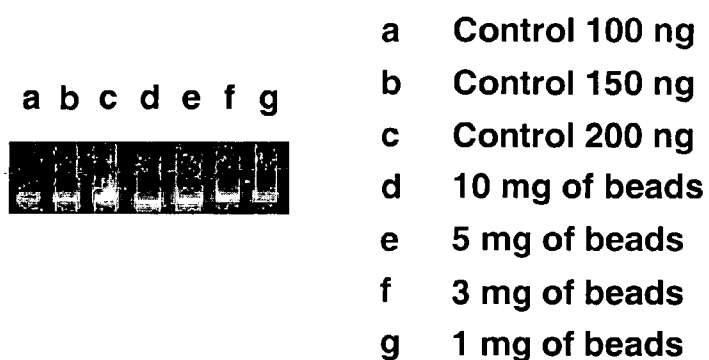 a b c d e f g
a Control 100 ng
b Control 150 ng
c Control 200 ng
d 10 mg of beads
e 5 mg of beads
f 3 mg of beads
g 1 mg of beads